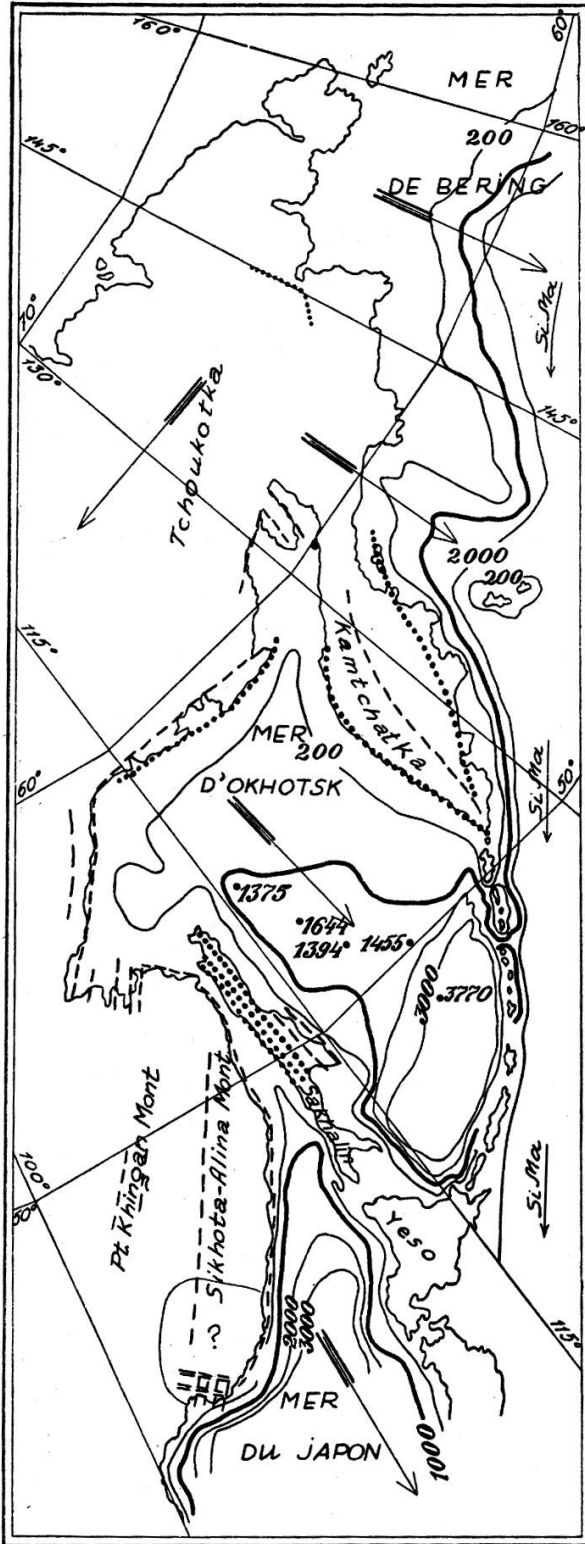 160°
60°
MER
145°
200
160°
DE BERING
Si Ma
70°
130°
145°
Tchoukotka
2000
200
115°
Kamtchatka
MER
200
60°
D'OKHOTSK
50°
Si Ma
1375
1644
1394
1455
3000
3770
Sakhalin
Pt. Khingan Mont
Sikhota-Alina Mont
100°
50°
Si Ma
Yeso
?
2000
3000
115°
MER
DU JAPON
1000